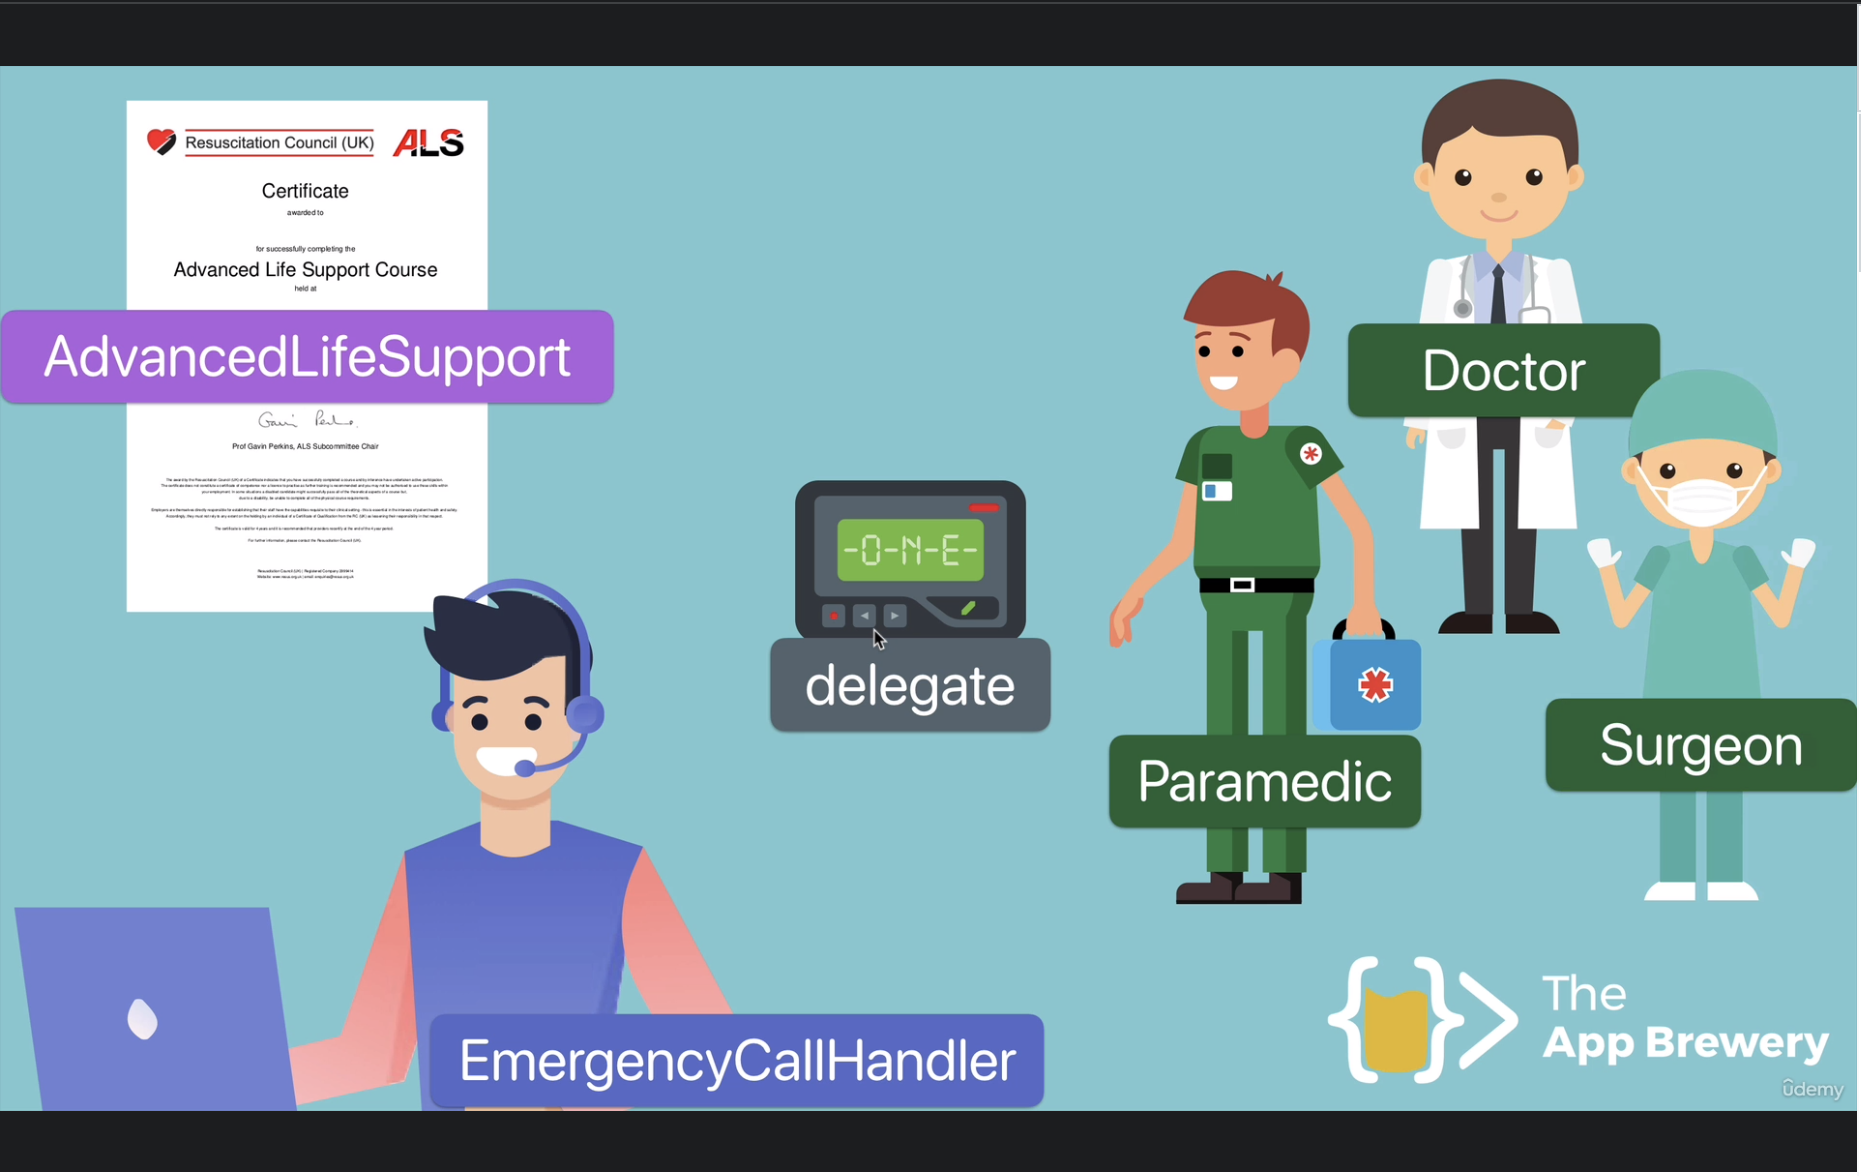 Resuscitation Council (UK) ALS
Certificate
awarded to
for successfully completing the
Advanced Life Support Course
held at
AdvancedLifeSupport
Prof Gavin Perkins, ALS Subcommittee Chair
-O-N-E-
delegate
Doctor
Paramedic
Surgeon
EmergencyCallHandler
The
App Brewery
ûdemy